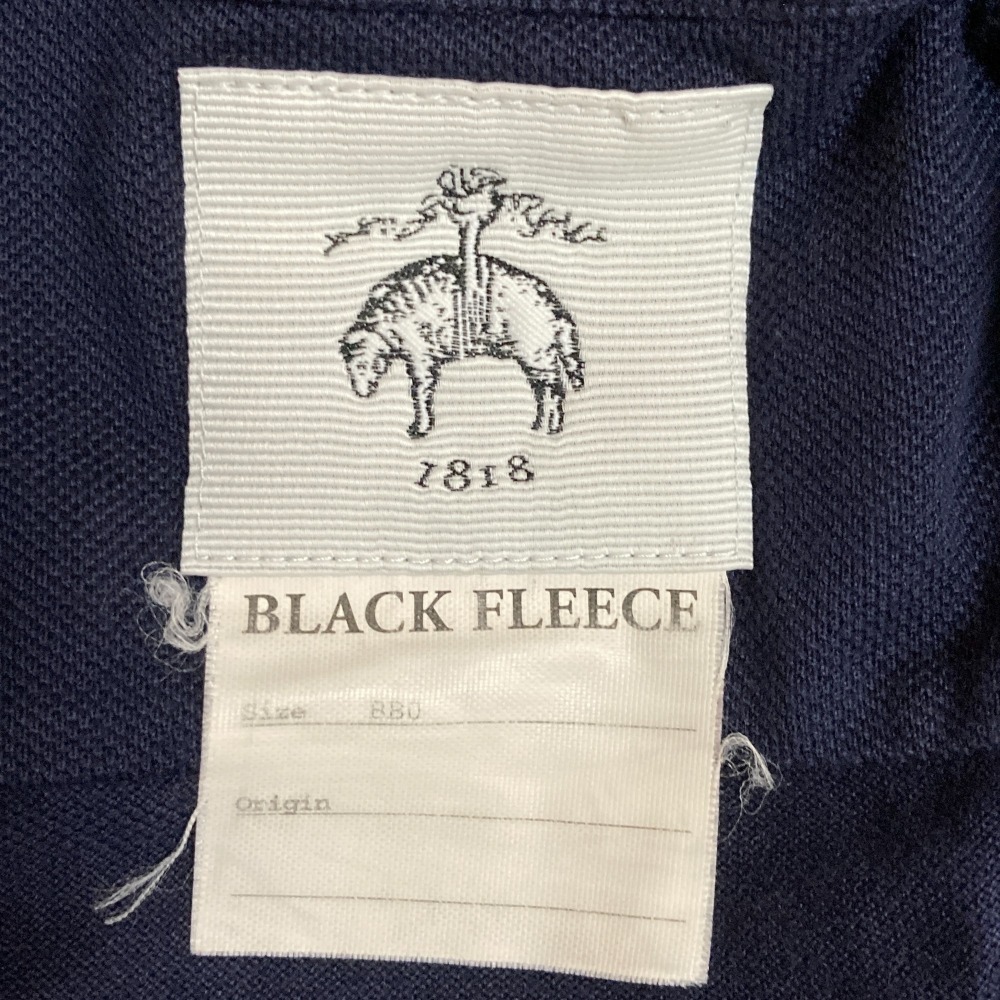 1818
BLACK FLEECE
Size BB0
Origin